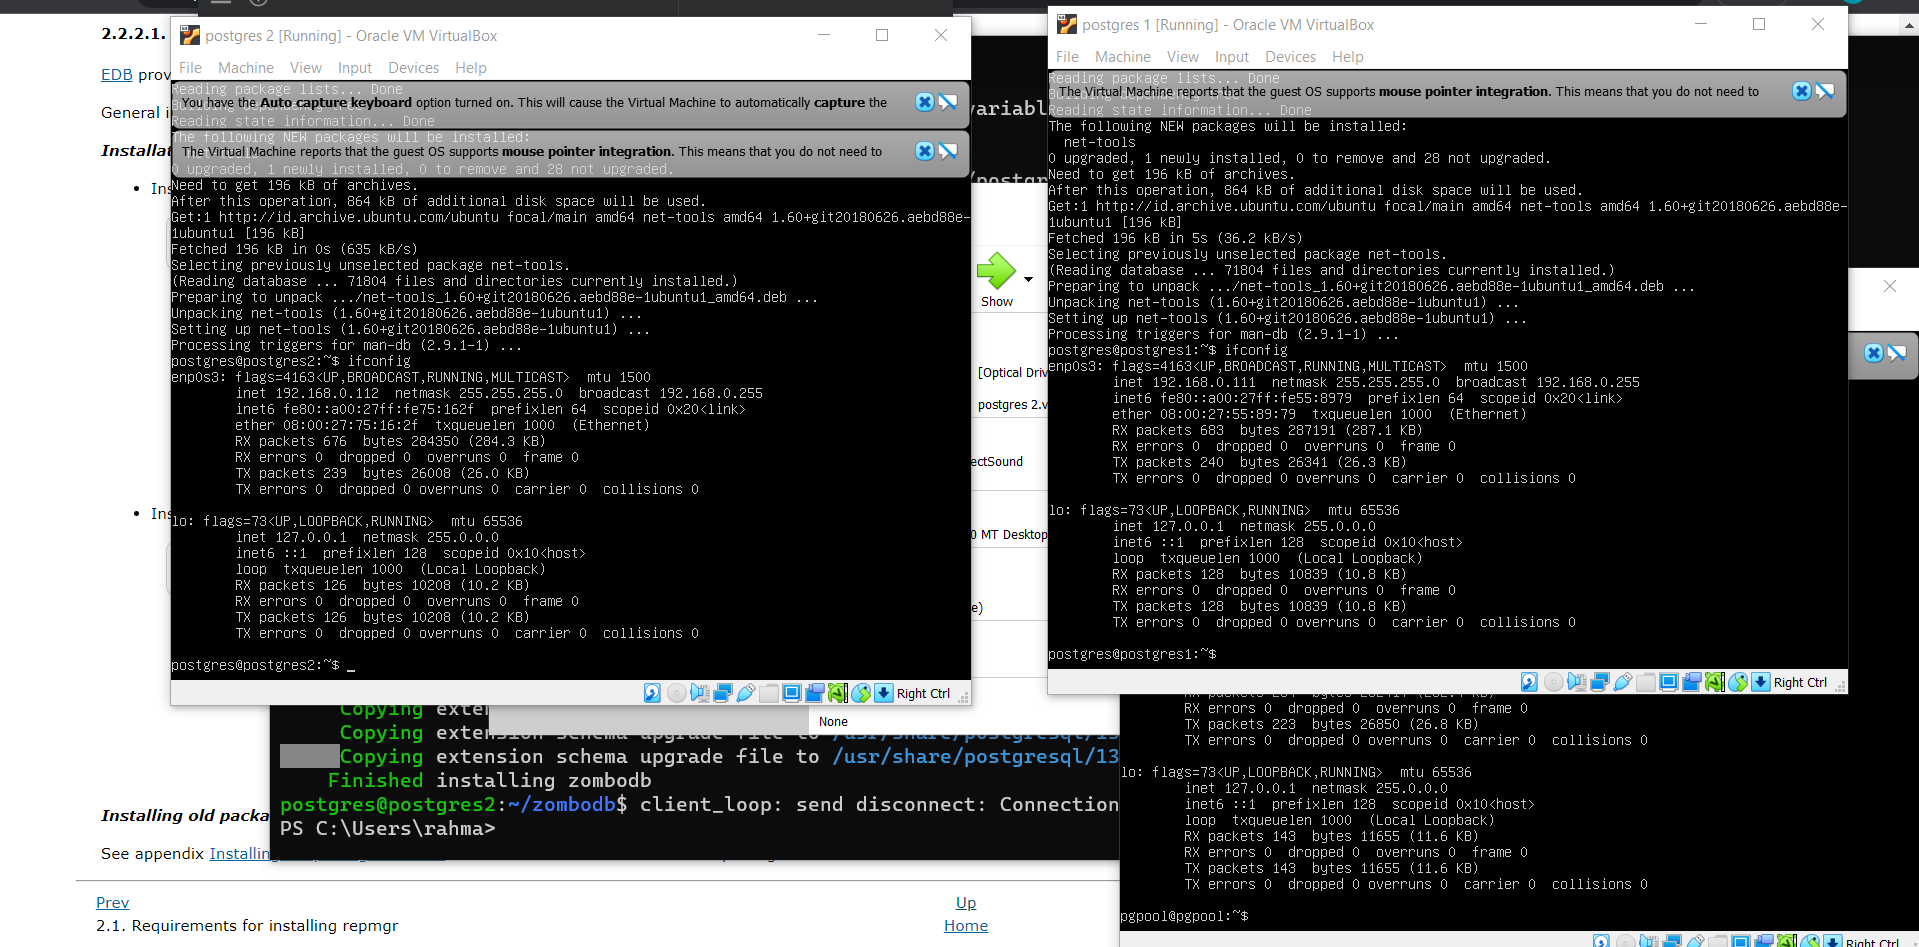 2.2.2.1.
EDB prov
General i
Installat
Ins
Ins
Installing old packa
See appendix Installing
Prev
2.1. Requirements for installing repmgr
Up
Home
postgres 2 [Running] - Oracle VM VirtualBox
File Machine View Input Devices Help
Reading package lists... Done
You have the Auto capture keyboard option turned on. This will cause the Virtual Machine to automatically capture the
Reading state information... Done
The following NEW packages will be installed:
The Virtual Machine reports that the guest OS supports mouse pointer integration. This means that you do not need to
0 upgraded, 1 newly installed, 0 to remove and 28 not upgraded.
Need to get 196 kB of archives.
After this operation, 864 kB of additional disk space will be used.
Get:1 http://id.archive.ubuntu.com/ubuntu focal/main amd64 net-tools amd64 1.60+git20180626.aebd88e-
1ubuntu1 [196 kB]
Fetched 196 kB in 0s (635 kB/s)
Selecting previously unselected package net-tools.
(Reading database ... 71804 files and directories currently installed.)
Preparing to unpack .../net-tools_1.60+git20180626.aebd88e-1ubuntu1_amd64.deb ...
Unpacking net-tools (1.60+git20180626.aebd88e-1ubuntu1) ...
Setting up net-tools (1.60+git20180626.aebd88e-1ubuntu1) ...
Processing triggers for man-db (2.9.1-1) ...
postgres@postgres2:~$ ifconfig
enp0s3: flags=4163<UP,BROADCAST,RUNNING,MULTICAST>  mtu 1500
inet 192.168.0.112  netmask 255.255.255.0  broadcast 192.168.0.255
inet6 fe80::a00:27ff:fe75:162f  prefixlen 64  scopeid 0x20<link>
ether 08:00:27:75:16:2f  txqueuelen 1000  (Ethernet)
RX packets 676  bytes 284350 (284.3 KB)
RX errors 0  dropped 0  overruns 0  frame 0
TX packets 239  bytes 26008 (26.0 KB)
TX errors 0  dropped 0 overruns 0  carrier 0  collisions 0
lo: flags=73<UP,LOOPBACK,RUNNING>  mtu 65536
inet 127.0.0.1  netmask 255.0.0.0
inet6 ::1  prefixlen 128  scopeid 0x10<host>
loop  txqueuelen 1000  (Local Loopback)
RX packets 126  bytes 10208 (10.2 KB)
RX errors 0  dropped 0  overruns 0  frame 0
TX packets 126  bytes 10208 (10.2 KB)
TX errors 0  dropped 0 overruns 0  carrier 0  collisions 0
postgres@postgres2:~$ _
Right Ctrl
ariabl
/postgr
Show
[Optical Driv
postgres 2.v
ectSound
0 MT Desktop
e)
None
postgres 1 [Running] - Oracle VM VirtualBox
File Machine View Input Devices Help
Reading package lists... Done
The Virtual Machine reports that the guest OS supports mouse pointer integration. This means that you do not need to
Reading state information... Done
The following NEW packages will be installed:
net-tools
0 upgraded, 1 newly installed, 0 to remove and 28 not upgraded.
Need to get 196 kB of archives.
After this operation, 864 kB of additional disk space will be used.
Get:1 http://id.archive.ubuntu.com/ubuntu focal/main amd64 net-tools amd64 1.60+git20180626.aebd88e-
1ubuntu1 [196 kB]
Fetched 196 kB in 5s (36.2 kB/s)
Selecting previously unselected package net-tools.
(Reading database ... 71804 files and directories currently installed.)
Preparing to unpack .../net-tools_1.60+git20180626.aebd88e-1ubuntu1_amd64.deb ...
Unpacking net-tools (1.60+git20180626.aebd88e-1ubuntu1) ...
Setting up net-tools (1.60+git20180626.aebd88e-1ubuntu1) ...
Processing triggers for man-db (2.9.1-1) ...
postgres@postgres1:~$ ifconfig
enp0s3: flags=4163<UP,BROADCAST,RUNNING,MULTICAST>  mtu 1500
inet 192.168.0.111  netmask 255.255.255.0  broadcast 192.168.0.255
inet6 fe80::a00:27ff:fe55:8979  prefixlen 64  scopeid 0x20<link>
ether 08:00:27:55:89:79  txqueuelen 1000  (Ethernet)
RX packets 683  bytes 287191 (287.1 KB)
RX errors 0  dropped 0  overruns 0  frame 0
TX packets 240  bytes 26341 (26.3 KB)
TX errors 0  dropped 0 overruns 0  carrier 0  collisions 0
lo: flags=73<UP,LOOPBACK,RUNNING>  mtu 65536
inet 127.0.0.1  netmask 255.0.0.0
inet6 ::1  prefixlen 128  scopeid 0x10<host>
loop  txqueuelen 1000  (Local Loopback)
RX packets 128  bytes 10839 (10.8 KB)
RX errors 0  dropped 0  overruns 0  frame 0
TX packets 128  bytes 10839 (10.8 KB)
TX errors 0  dropped 0 overruns 0  carrier 0  collisions 0
postgres@postgres1:~$
Right Ctrl
Copying exten
Copying extension schema upgrade file to /usr/share/postgresql/13
Copying extension schema upgrade file to /usr/share/postgresql/13
Finished installing zombodb
postgres@postgres2:~/zombodb$ client_loop: send disconnect: Connection
PS C:\Users\rahma>
RX errors 0  dropped 0  overruns 0  frame 0
TX packets 223  bytes 26850 (26.8 KB)
TX errors 0  dropped 0 overruns 0  carrier 0  collisions 0
lo: flags=73<UP,LOOPBACK,RUNNING>  mtu 65536
inet 127.0.0.1  netmask 255.0.0.0
inet6 ::1  prefixlen 128  scopeid 0x10<host>
loop  txqueuelen 1000  (Local Loopback)
RX packets 143  bytes 11655 (11.6 KB)
RX errors 0  dropped 0  overruns 0  frame 0
TX packets 143  bytes 11655 (11.6 KB)
TX errors 0  dropped 0 overruns 0  carrier 0  collisions 0
pgpool@pgpool:~$
Right Ctrl